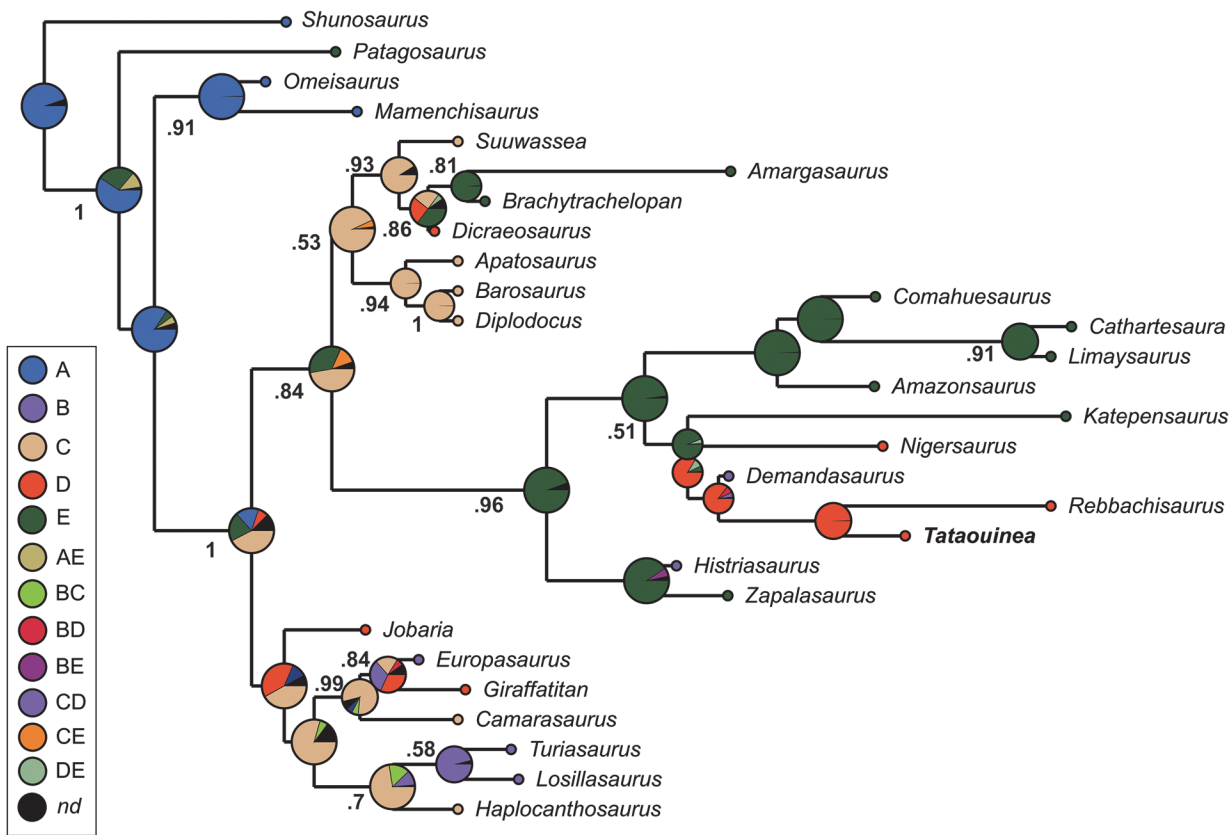 Shunosaurus
Patagosaurus
Omeisaurus
Mamenchisaurus
.91
Suuwassea
.93
.81
Amargasaurus
1
Brachytrachelopan
.86
Dicraeosaurus
.53
Apatosaurus
Barosaurus
.94
1
Diplodocus
Comahuesaurus
Cathartesaura
.91
Limaysaurus
.84
Amazonsaurus
.51
Katepensaurus
Nigersaurus
Demandasaurus
.96
Rebbachisaurus
Tataouinea
1
Histriasaurus
Zapalasaurus
Jobaria
.84
Europasaurus
.99
Giraffatitan
Camarasaurus
.58
Turiasaurus
Losillasaurus
.7
Haplocanthosaurus
A
B
C
D
E
AE
BC
BD
BE
CD
CE
DE
nd